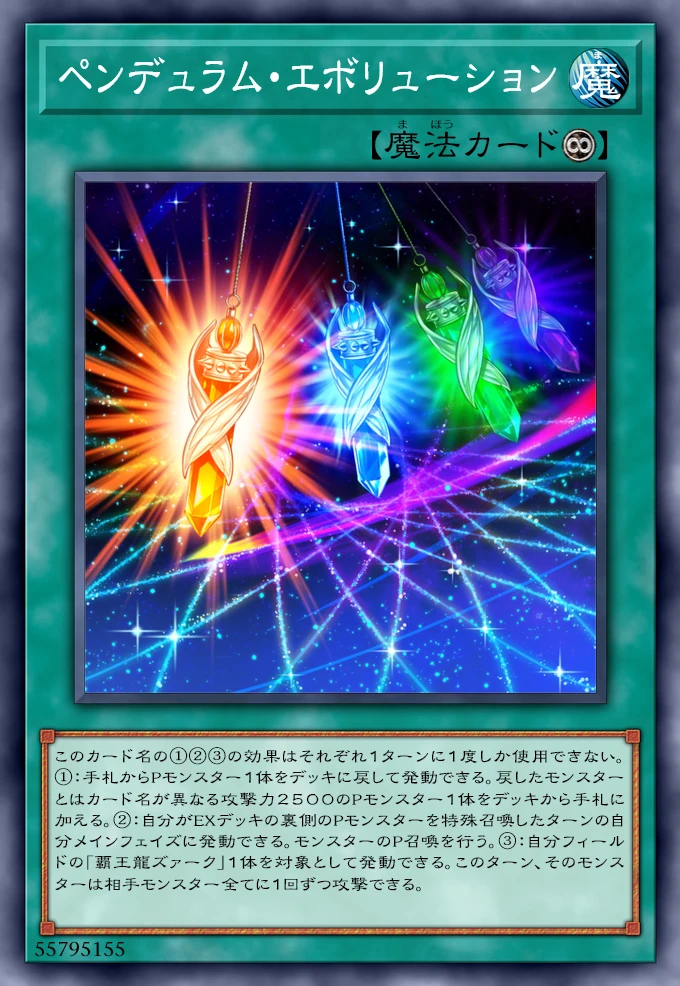 ペンデュラム・エボリューション 魔
【魔法カード∞】
このカード名の①②③の効果はそれぞれ1ターンに1度しか使用できない。
①:手札からPモンスター1体をデッキに戻して発動できる。戻したモンスター
とはカード名が異なる攻撃力2500のPモンスター1体をデッキから手札に
加える。②:自分がEXデッキの裏側のPモンスターを特殊召喚したターンの自
分メインフェイズに発動できる。モンスターのP召喚を行う。③:自分フィール
ドの「覇王龍ズァーク」1体を対象として発動できる。このターン、そのモンス
ターは相手モンスター全てに1回ずつ攻撃できる。
55795155